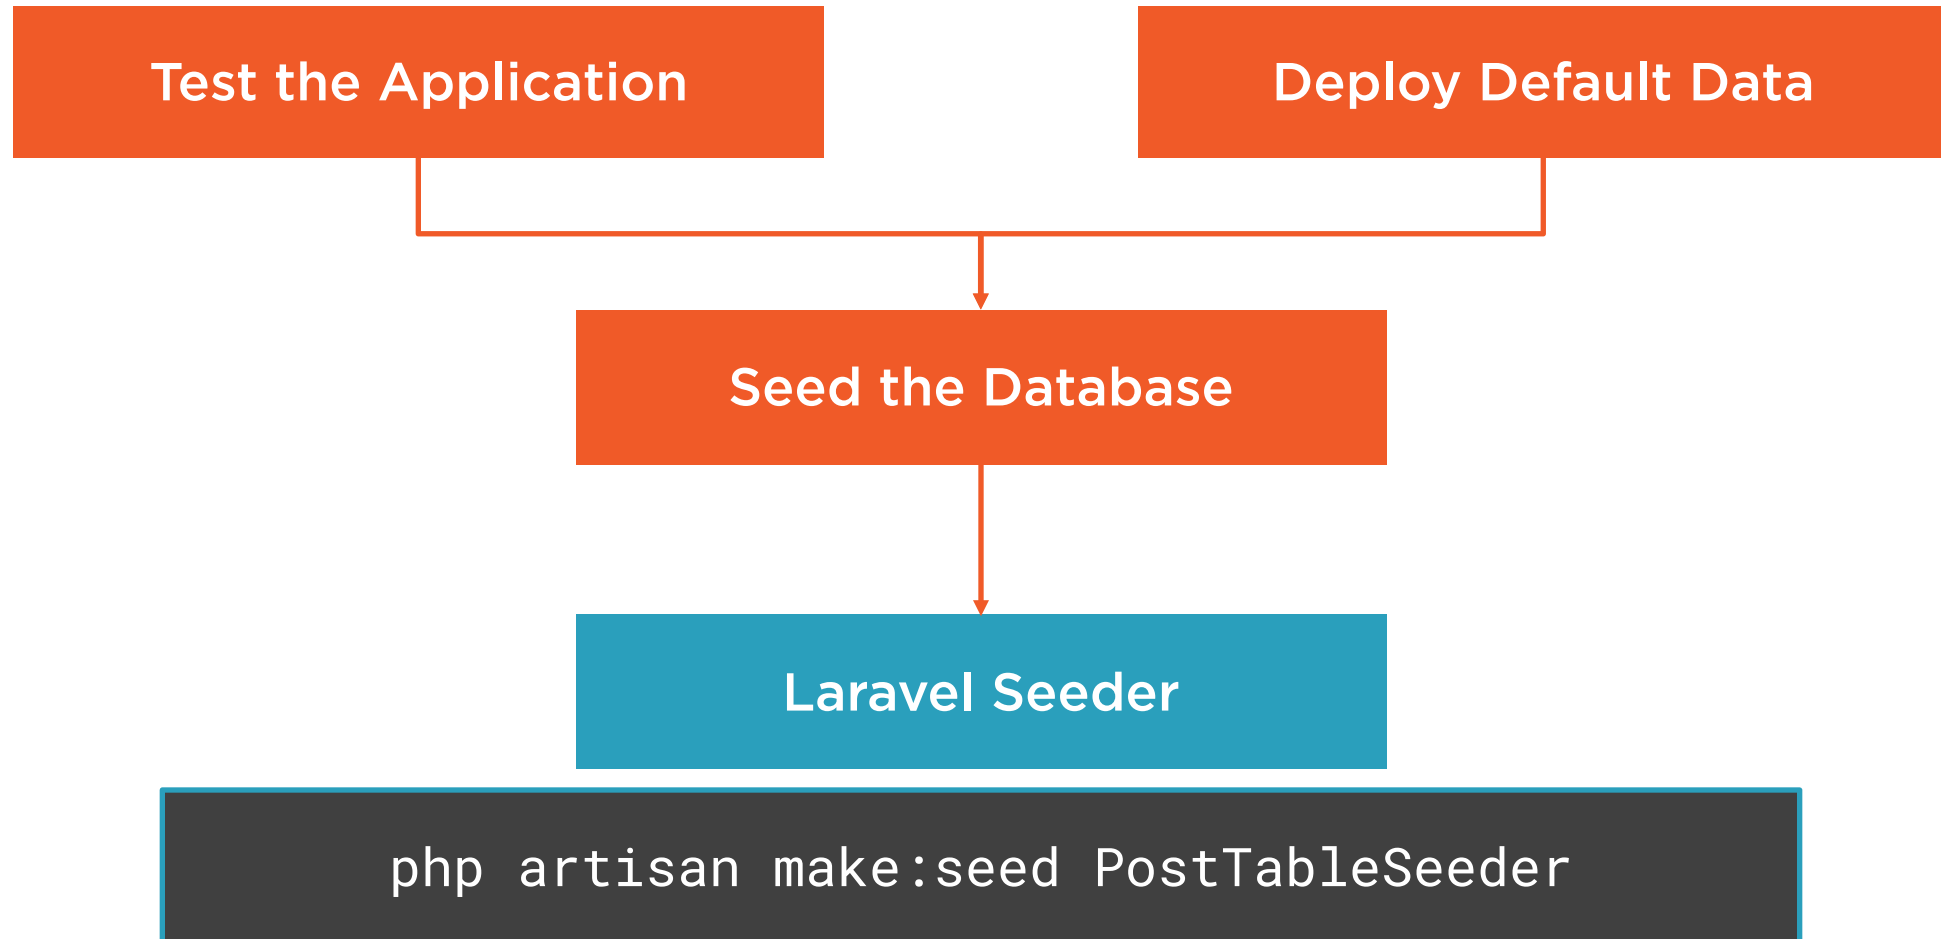 Test the Application
Deploy Default Data
Seed the Database
Laravel Seeder
php artisan make:seed PostTableSeeder